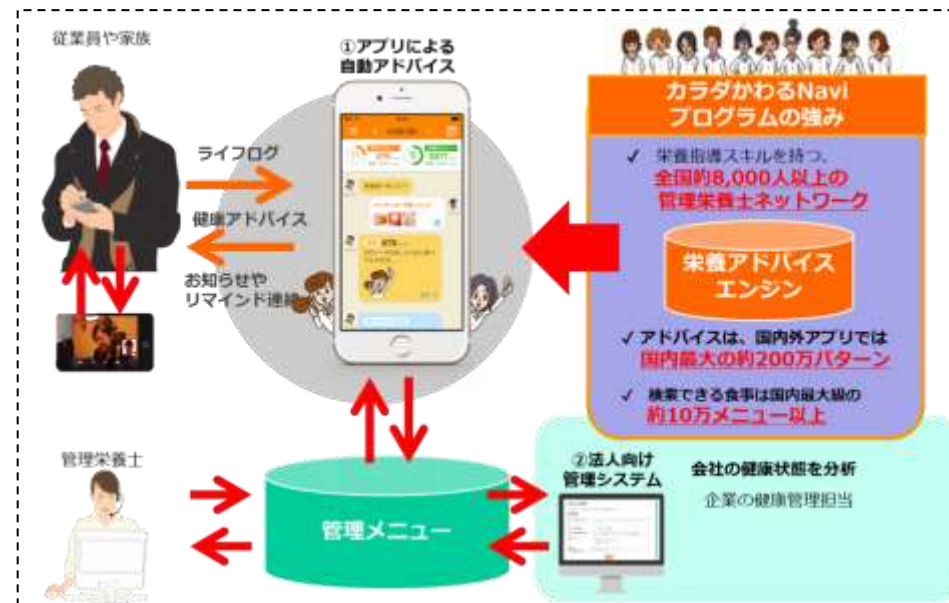 従業員や家族
①アプリによる
自動アドバイス
ライフログ
健康アドバイス
お知らせや
リマインド連絡
カラダかわるNavi
プログラムの強み
✓ 栄養指導スキルを持つ、
全国約8,000人以上の
管理栄養士ネットワーク
栄養アドバイス
エンジン
✓ アドバイスは、国内外アプリでは
国内最大の約200万パターン
✓ 検索できる食事は国内最大級の
約10万メニュー以上
管理栄養士
管理メニュー
②法人向け
管理システム
会社の健康状態を分析
企業の健康管理担当